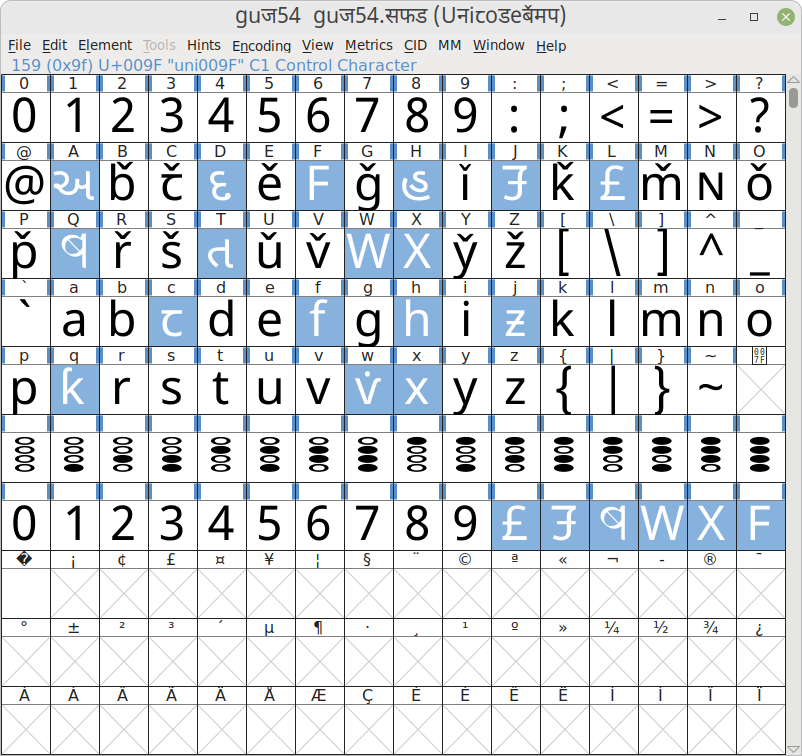 guज54 guज54.सफड (Uनicoडeबॅmaप)
File Edit Element Tools Hints Encoding View Metrics CID MM Window Help
159 (0x9f) U+009F "uni009F" C1 Control Character
0 1 2 3 4 5 6 7 8 9 : ; < = > ?
0 1 2 3 4 5 6 7 8 9 : ; < = > ?
@ A B C D E F G H I J K L M N O
@ અ b̌ č ઇ ě F ǧ ઙ ǐ ǰ £ m̌ ɴ ǒ
P Q R S T U V W X Y Z [ \ ] ^ _
p̌ ř š ત ǔ v̌ W X y̌ ž [ \ ] ^ _
` a b c d e f g h i j k l m n o
` a b c d e f g h i ƶ k l m n o
p q r s t u v w x y z { | } ~ 007F
p k r s t u v v̇ x y z { | } ~
0 1 2 3 4 5 6 7 8 9 £ W X F
� ¡ ¢ £ ¤ ¥ ¦ § ¨ © ª « ¬ - ® ¯
° ± ² ³ ´ µ ¶ · ¸ ¹ º » ¼ ½ ¾ ¿
À Á Â Ã Ä Å Æ Ç È É Ê Ë Ì Í Î Ï